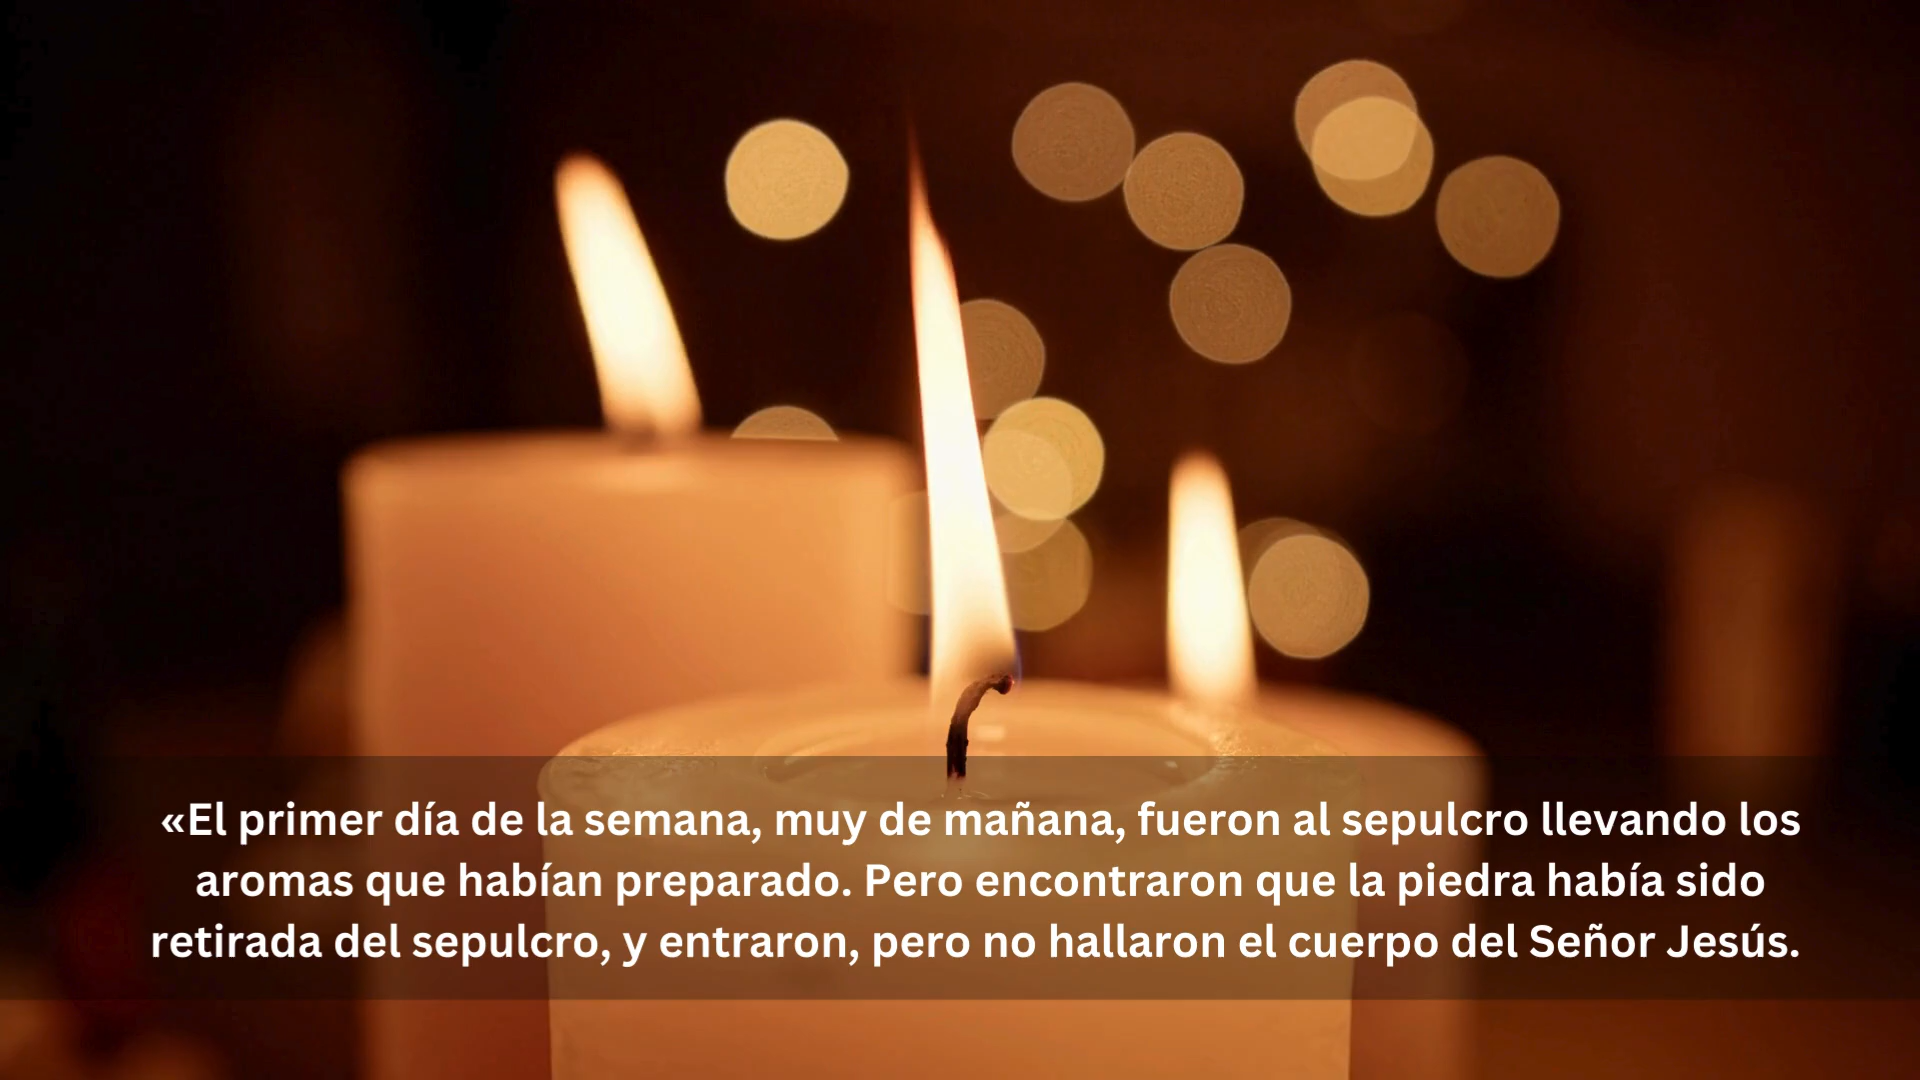 «El primer día de la semana, muy de mañana, fueron al sepulcro llevando los
aromas que habían preparado. Pero encontraron que la piedra había sido
retirada del sepulcro, y entraron, pero no hallaron el cuerpo del Señor Jesús.